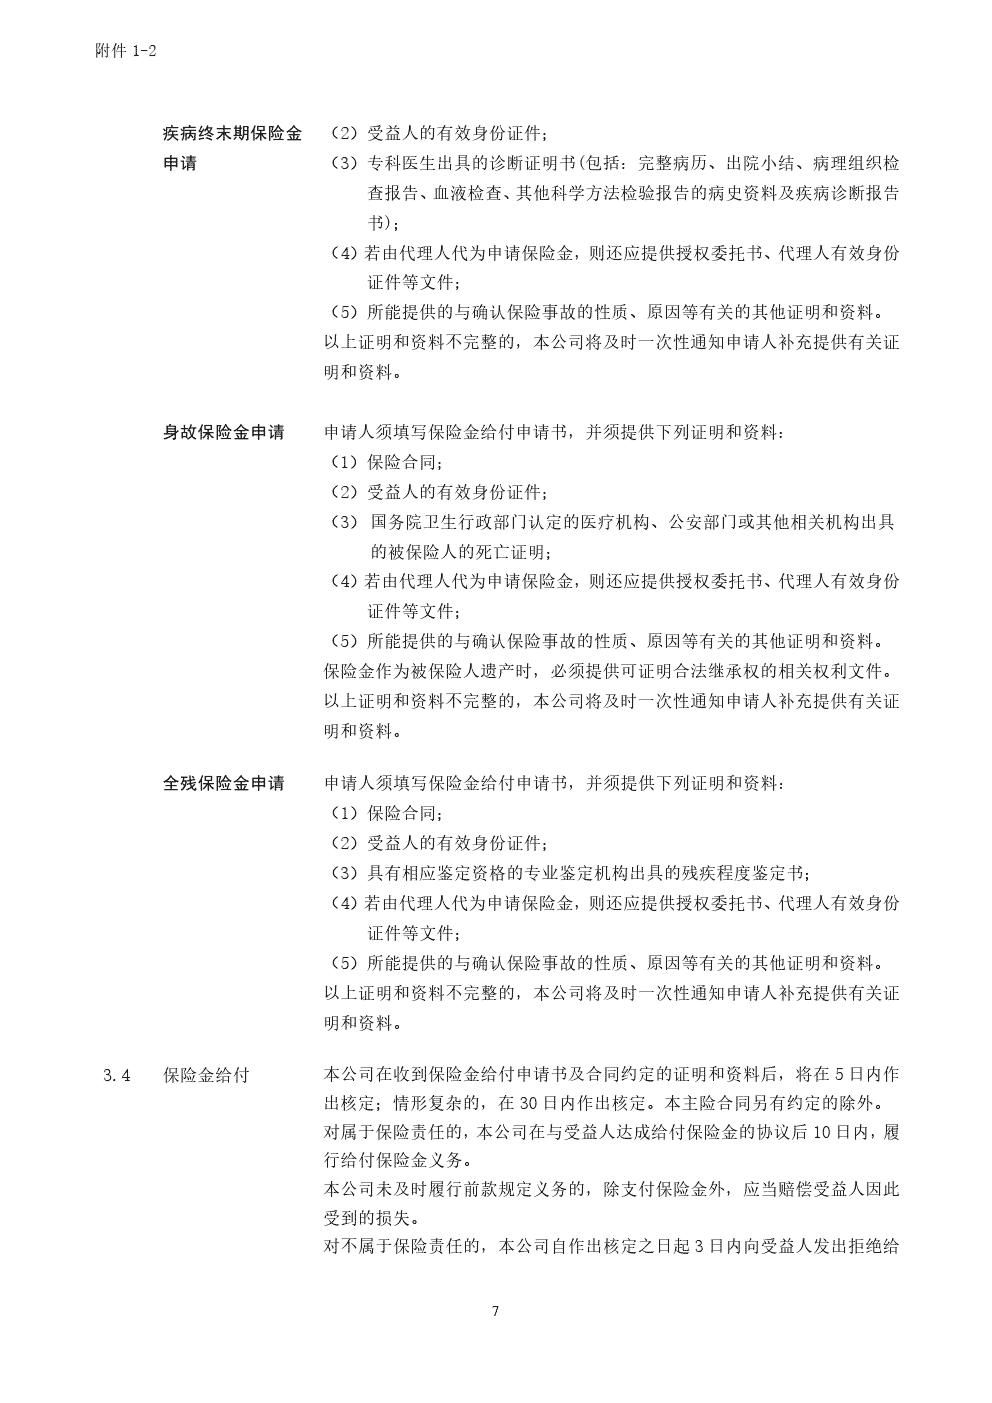 附件 1-2
疾病终末期保险金
申请
（2）受益人的有效身份证件；
（3）专科医生出具的诊断证明书(包括：完整病历、出院小结、病理组织检
查报告、血液检查、其他科学方法检验报告的病史资料及疾病诊断报告
书)；
（4）若由代理人代为申请保险金，则还应提供授权委托书、代理人有效身份
证件等文件；
（5）所能提供的与确认保险事故的性质、原因等有关的其他证明和资料。
以上证明和资料不完整的，本公司将及时一次性通知申请人补充提供有关证
明和资料。
身故保险金申请
申请人须填写保险金给付申请书，并须提供下列证明和资料：
（1）保险合同；
（2）受益人的有效身份证件；
（3） 国务院卫生行政部门认定的医疗机构、公安部门或其他相关机构出具
的被保险人的死亡证明；
（4）若由代理人代为申请保险金，则还应提供授权委托书、代理人有效身份
证件等文件；
（5）所能提供的与确认保险事故的性质、原因等有关的其他证明和资料。
保险金作为被保险人遗产时，必须提供可证明合法继承权的相关权利文件。
以上证明和资料不完整的，本公司将及时一次性通知申请人补充提供有关证
明和资料。
全残保险金申请
申请人须填写保险金给付申请书，并须提供下列证明和资料：
（1）保险合同；
（2）受益人的有效身份证件；
（3）具有相应鉴定资格的专业鉴定机构出具的残疾程度鉴定书；
（4）若由代理人代为申请保险金，则还应提供授权委托书、代理人有效身份
证件等文件；
（5）所能提供的与确认保险事故的性质、原因等有关的其他证明和资料。
以上证明和资料不完整的，本公司将及时一次性通知申请人补充提供有关证
明和资料。
3.4 保险金给付
本公司在收到保险金给付申请书及合同约定的证明和资料后，将在 5 日内作
出核定；情形复杂的，在 30 日内作出核定。本主险合同另有约定的除外。
对属于保险责任的，本公司在与受益人达成给付保险金的协议后 10 日内，履
行给付保险金义务。
本公司未及时履行前款规定义务的，除支付保险金外，应当赔偿受益人因此
受到的损失。
对不属于保险责任的，本公司自作出核定之日起 3 日内向受益人发出拒绝给
7